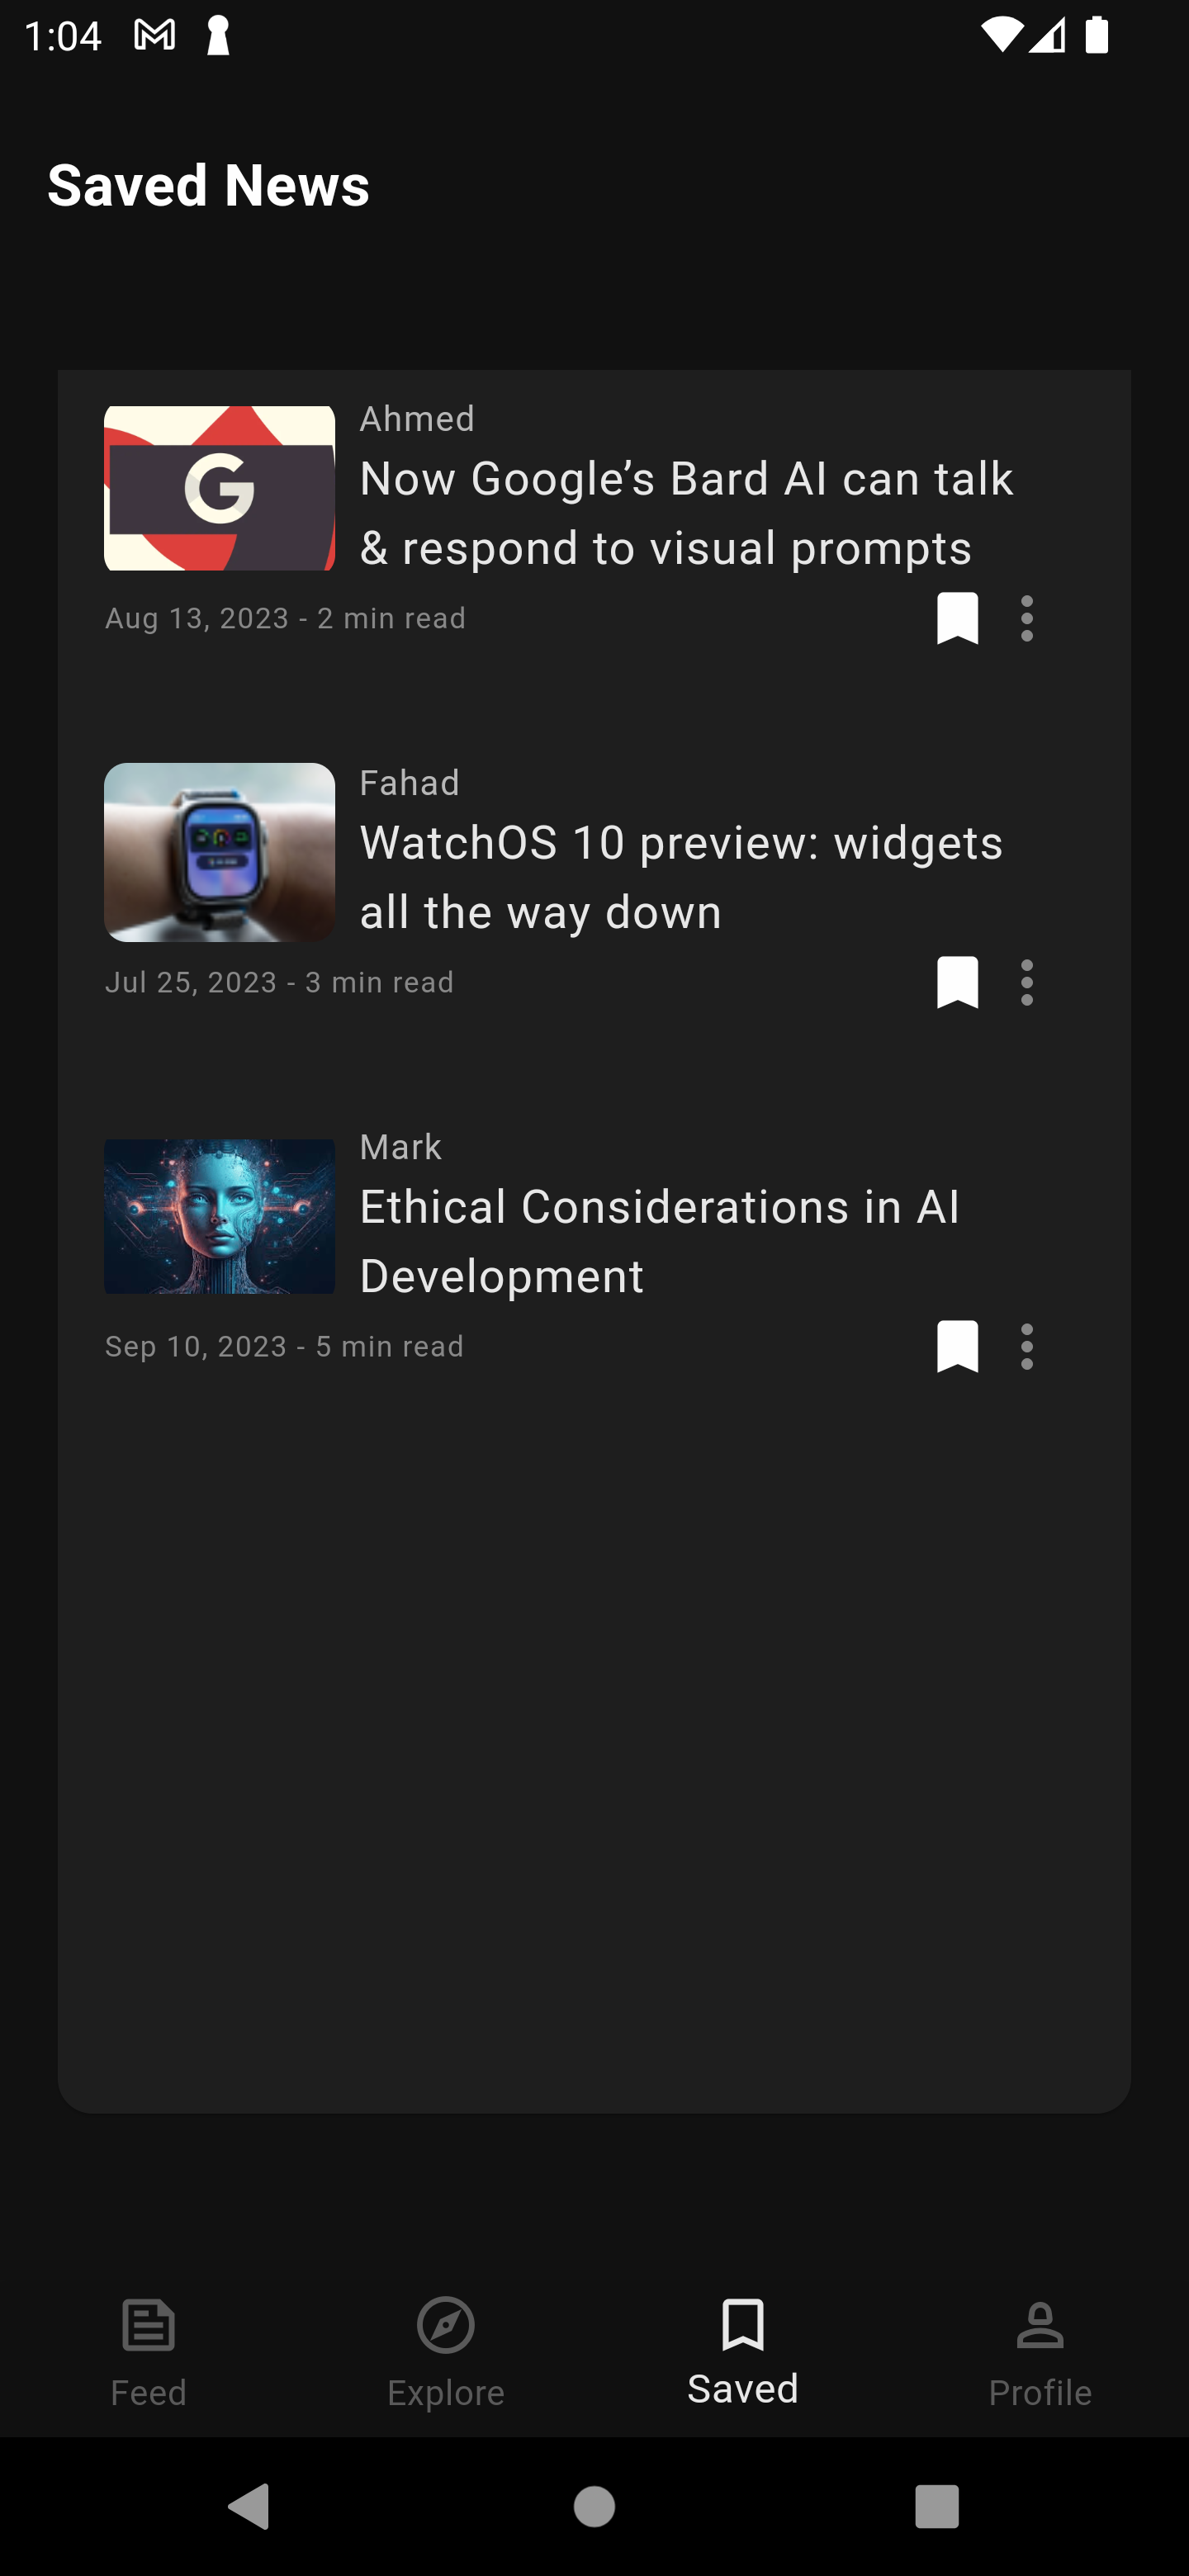 1:04
Saved News
Ahmed
Now Google’s Bard AI can talk
& respond to visual prompts
Aug 13, 2023 - 2 min read
Fahad
WatchOS 10 preview: widgets
all the way down
Jul 25, 2023 - 3 min read
Mark
Ethical Considerations in AI
Development
Sep 10, 2023 - 5 min read
Feed
Explore
Saved
Profile